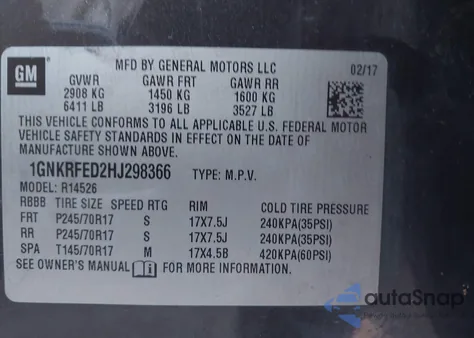 GM
MFD BY GENERAL MOTORS LLC
02/17
GVWR GAWR FRT GAWR RR
2908 KG 1450 KG 1600 KG
6411 LB 3196 LB 3527 LB
THIS VEHICLE CONFORMS TO ALL APPLICABLE U.S. FEDERAL MOTOR
VEHICLE SAFETY STANDARDS IN EFFECT ON THE DATE OF
MANUFACTURE SHOWN ABOVE.
1GNKRFED2HJ298366 TYPE: M.P.V.
MODEL: R14526
RBBB TIRE SIZE SPEED RTG RIM COLD TIRE PRESSURE
FRT P245/70R17 S 17X7.5J 240KPA(35PSI)
RR P245/70R17 S 17X7.5J 240KPA(35PSI)
SPA T145/70R17 M 17X4.5B 420KPA(60PSI)
SEE OWNER'S MANUAL FOR MORE INFORMATION.
autaSnap